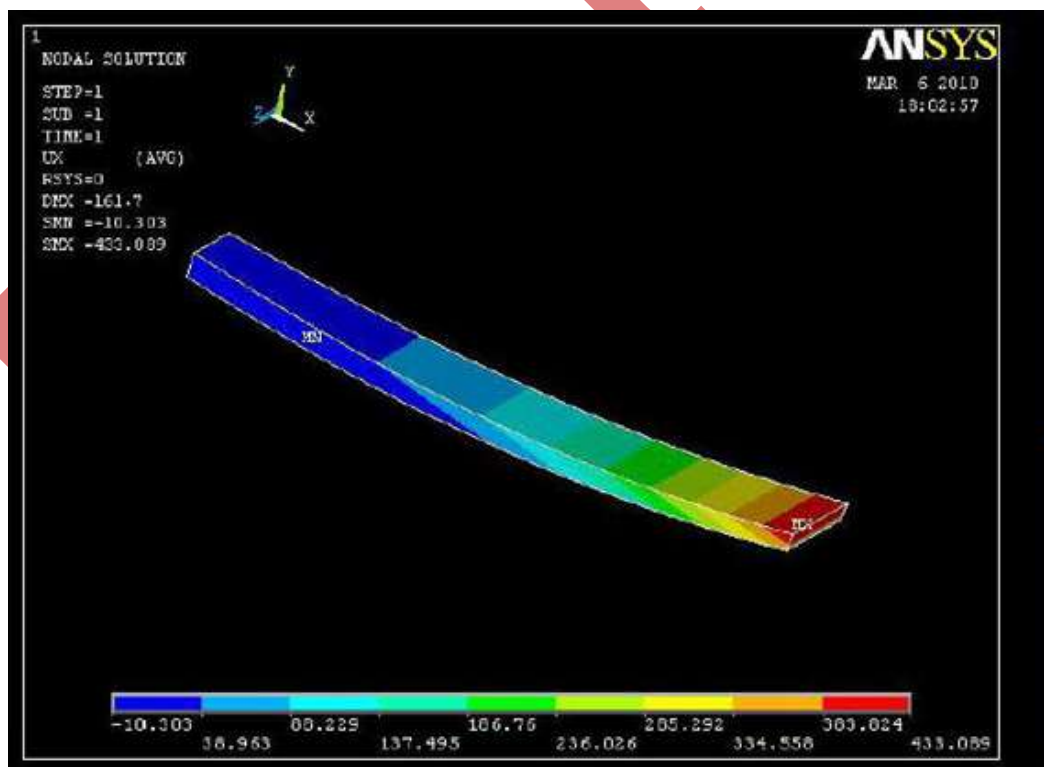 1
NODAL SOLUTION
STEP=1
SUB =1
TIME=1
UX (AVG)
RSYS=0
DMX =161.7
SMN =-10.303
SMX =433.089
ANSYS
MAR 6 2010
18:02:57
Y
Z X
MN
MX
-10.303 88.229 186.76 285.292 383.824
38.963 137.495 236.026 334.558 433.089